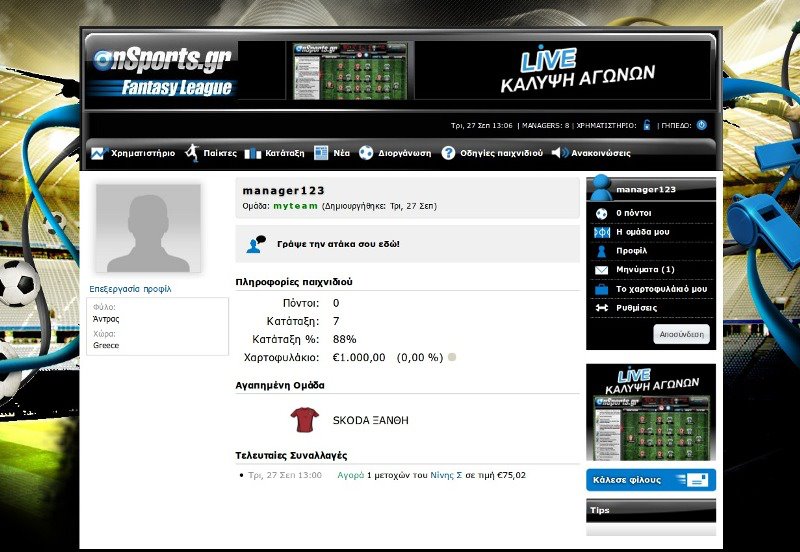 OnSports.gr
Fantasy League
LIVE
ΚΑΛΥΨΗ ΑΓΩΝΩΝ
Τρι, 27 Σεπ 13:06 | MANAGERS: 8 | ΧΡΗΜΑΤΙΣΤΗΡΙΟ: | ΓΗΠΕΔΟ:
Χρηματιστήριο Παίκτες Κατάταξη Νέα Διοργάνωση Οδηγίες παιχνιδιού Ανακοινώσεις
Επεξεργασία προφίλ
Φύλο:
Άντρας
Χώρα:
Greece
manager123
Ομάδα: myteam (Δημιουργήθηκε: Τρι, 27 Σεπ)
Γράψε την ατάκα σου εδώ!
Πληροφορίες παιχνιδιού
Πόντοι: 0
Κατάταξη: 7
Κατάταξη %: 88%
Χαρτοφυλάκιο: €1.000,00 (0,00 %)
Αγαπημένη Ομάδα
SKODA ΞΑΝΘΗ
Τελευταίες Συναλλαγές
Τρι, 27 Σεπ 13:00 Αγορά 1 μετοχών του Νίνης Σ σε τιμή €75,02
manager123
0 πόντοι
Η ομάδα μου
Προφίλ
Μηνύματα (1)
Το χαρτοφυλάκιό μου
Ρυθμίσεις
Αποσύνδεση
LIVE
ΚΑΛΥΨΗ ΑΓΩΝΩΝ
OnSports.gr
Κάλεσε φίλους
Tips